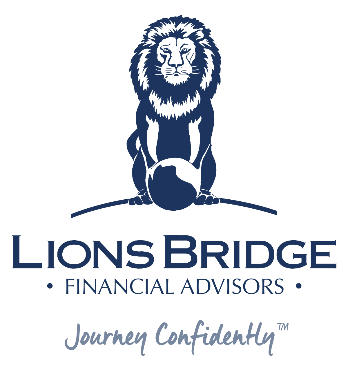 LIONS BRIDGE
• FINANCIAL ADVISORS •
Journey Confidently™